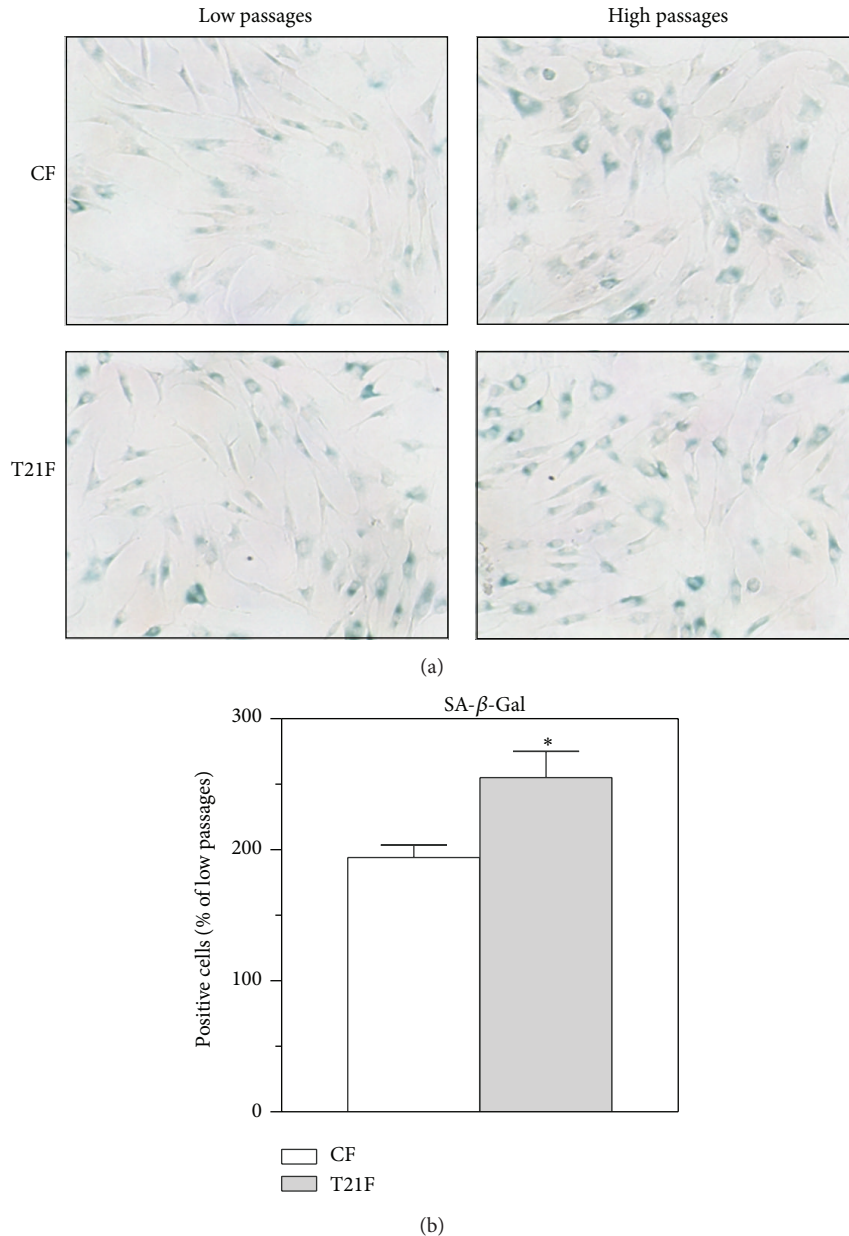 Low passages
High passages
CF
T21F
(a)
SA-β-Gal
300
200
100
0
Positive cells (% of low passages)
*
CF
T21F
(b)